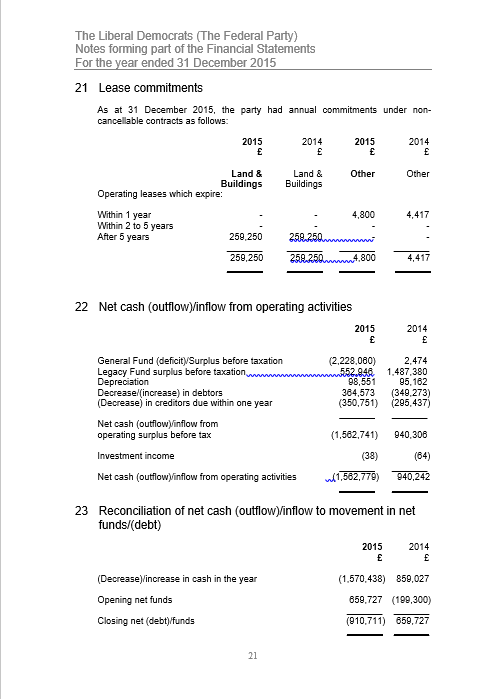 The Liberal Democrats (The Federal Party)
Notes forming part of the Financial Statements
For the year ended 31 December 2015
21 Lease commitments
As at 31 December 2015, the party had annual commitments under non-
cancellable contracts as follows:
2015 2014 2015 2014
£ £ £ £
Land & Land & Other Other
Buildings Buildings
Operating leases which expire:
Within 1 year - - 4,800 4,417
Within 2 to 5 years - - - -
After 5 years 259,250 259,250 - -
259,250 259,250 4,800 4,417
22 Net cash (outflow)/inflow from operating activities
2015 2014
£ £
General Fund (deficit)/Surplus before taxation (2,228,060) 2,474
Legacy Fund surplus before taxation 552,946 1,487,380
Depreciation 98,551 95,162
Decrease/(increase) in debtors 364,573 (349,273)
(Decrease) in creditors due within one year (350,751) (295,437)
Net cash (outflow)/inflow from
operating surplus before tax (1,562,741) 940,306
Investment income (38) (64)
Net cash (outflow)/inflow from operating activities (1,562,779) 940,242
23 Reconciliation of net cash (outflow)/inflow to movement in net
funds/(debt)
2015 2014
£ £
(Decrease)/increase in cash in the year (1,570,438) 859,027
Opening net funds 659,727 (199,300)
Closing net (debt)/funds (910,711) 659,727
21